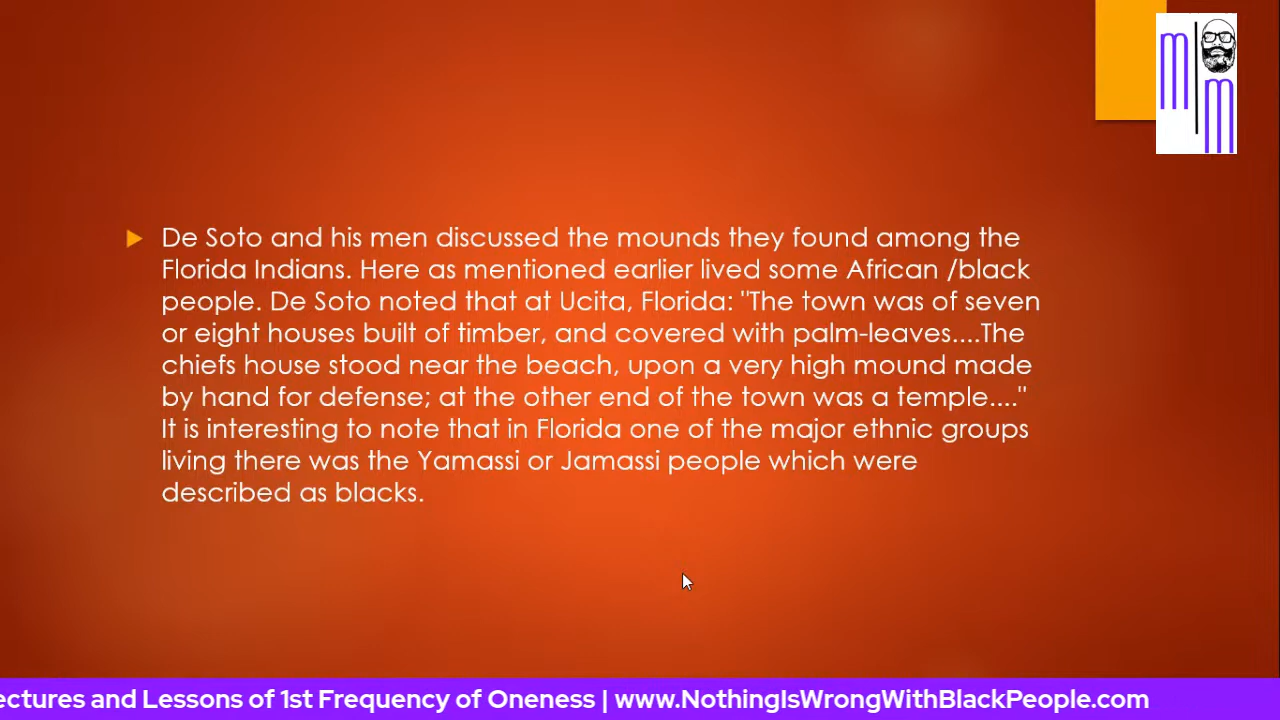 m
m
De Soto and his men discussed the mounds they found among the
Florida Indians. Here as mentioned earlier lived some African /black
people. De Soto noted that at Ucita, Florida: "The town was of seven
or eight houses built of timber, and covered with palm-leaves....The
chiefs house stood near the beach, upon a very high mound made
by hand for defense; at the other end of the town was a temple...."
It is interesting to note that in Florida one of the major ethnic groups
living there was the Yamassi or Jamassi people which were
described as blacks.
ectures and Lessons of 1st Frequency of Oneness | www.NothingIsWrongWithBlackPeople.com